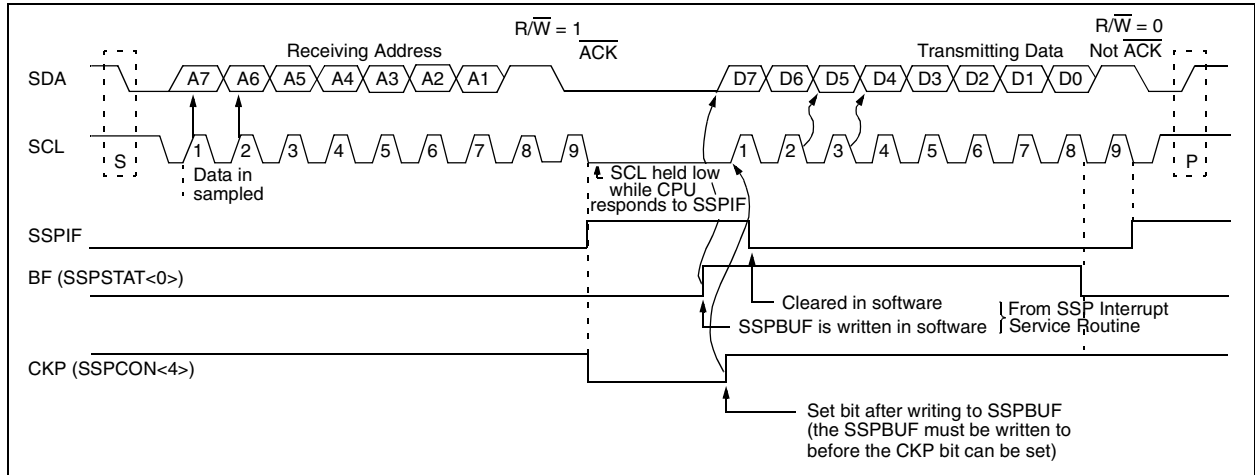 R/W̅ = 1
R/W̅ = 0
Receiving Address
A̅C̅K̅
Transmitting Data
Not A̅C̅K̅
SDA
A7 A6 A5 A4 A3 A2 A1
D7 D6 D5 D4 D3 D2 D1 D0
SCL
S
1 2 3 4 5 6 7 8 9
1 2 3 4 5 6 7 8 9
P
Data in
sampled
SCL held low
while CPU
responds to SSPIF
SSPIF
BF (SSPSTAT<0>)
Cleared in software
SSPBUF is written in software
From SSP Interrupt
Service Routine
CKP (SSPCON<4>)
Set bit after writing to SSPBUF
(the SSPBUF must be written to
before the CKP bit can be set)